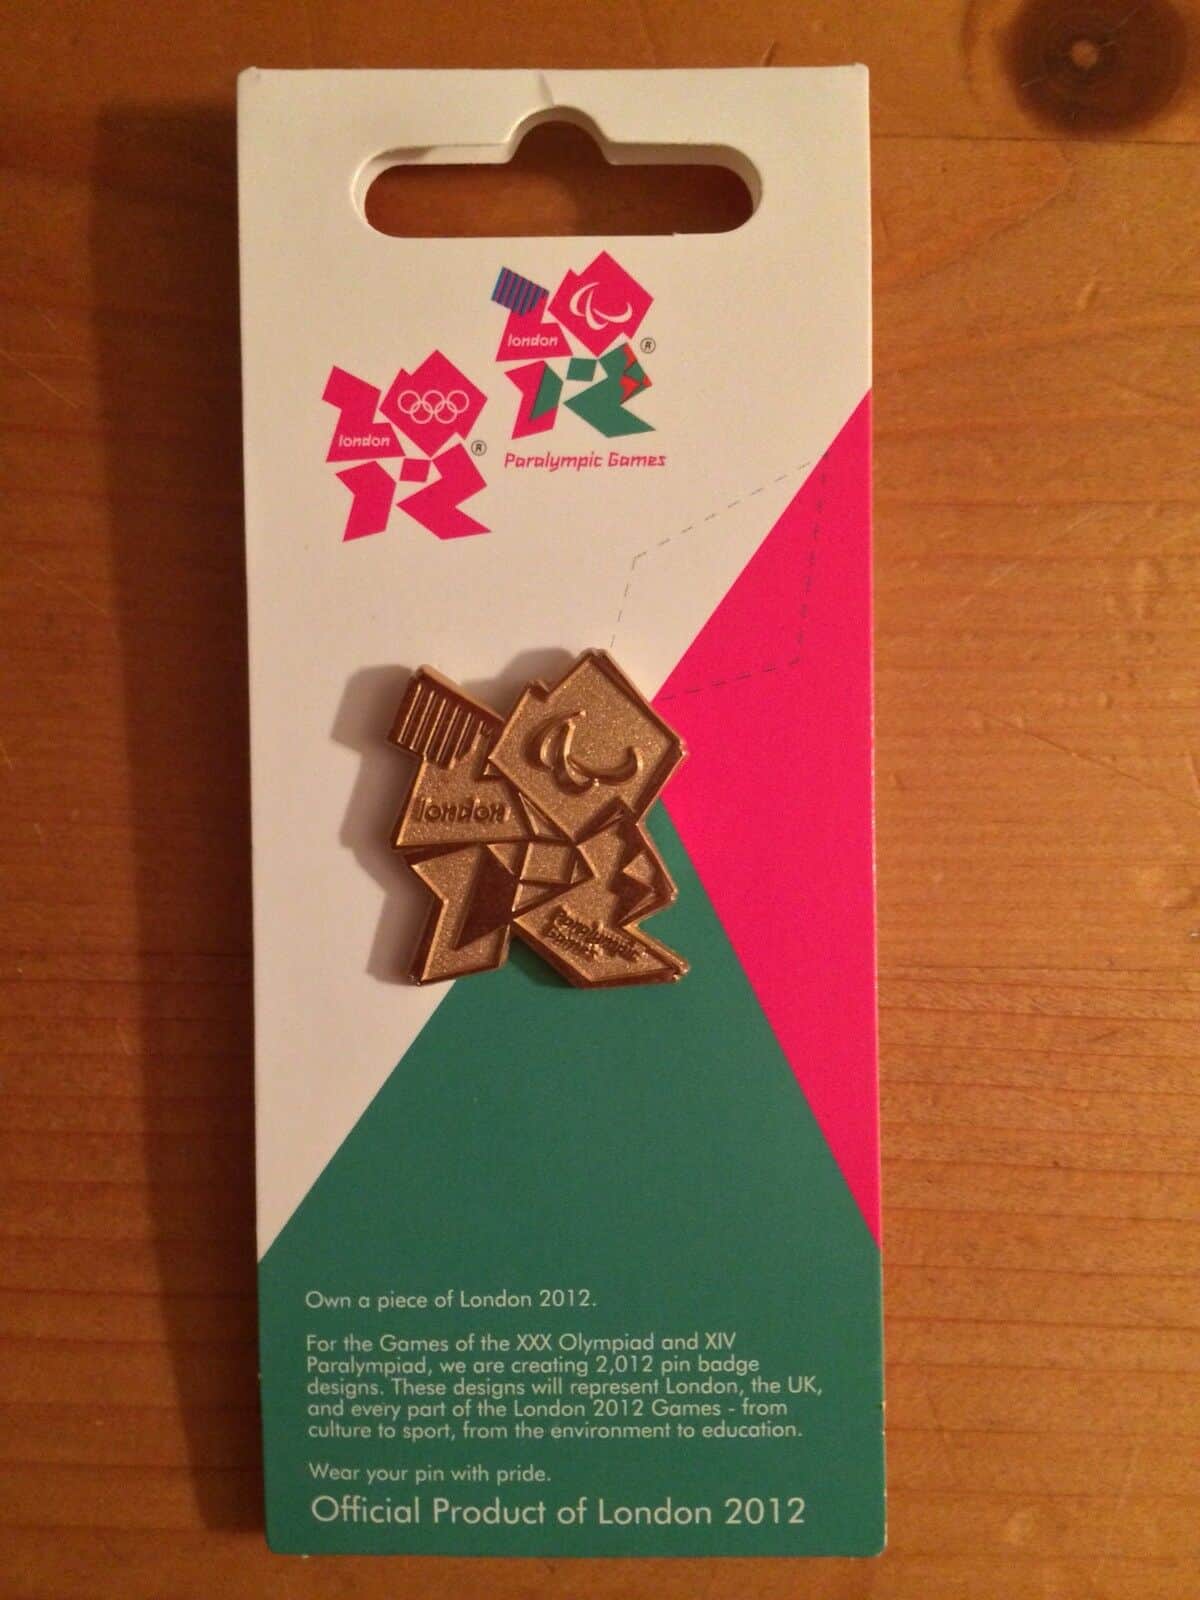 london
®
Paralympic Games
london
®
london
Paralympic
Games
Own a piece of London 2012.
For the Games of the XXX Olympiad and XIV
Paralympiad, we are creating 2,012 pin badge
designs. These designs will represent London, the UK,
and every part of the London 2012 Games - from
culture to sport, from the environment to education.
Wear your pin with pride.
Official Product of London 2012